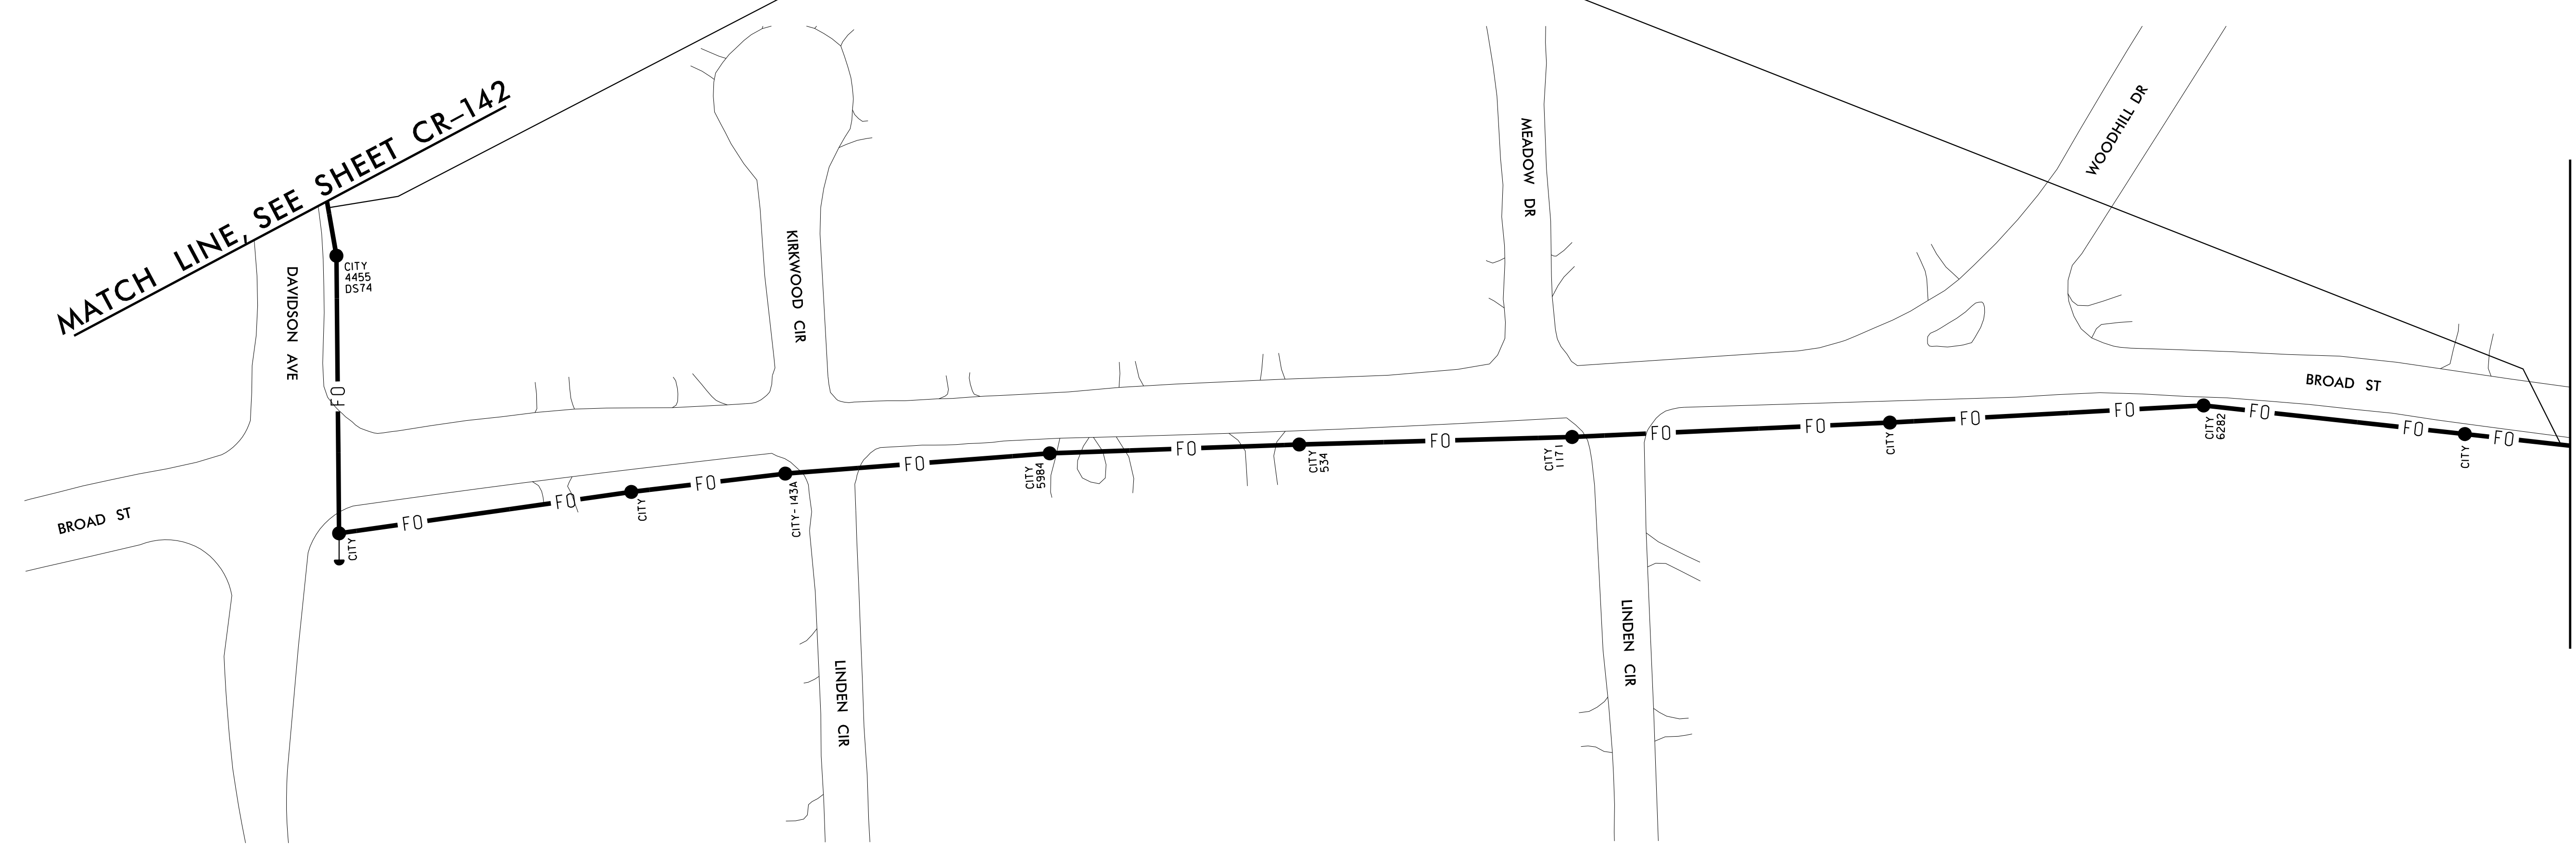 MATCH LINE, SEE SHEET CR-142
DAVIDSON AVE
CITY
4455
DS74
FO
KIRKWOOD CIR
MEADOW DR
WOODHILL DR
BROAD ST
BROAD ST
CITY
FO
FO
CITY
FO
CITY-143A
FO
CITY
5984
FO
CITY
534
FO
CITY
1171
FO
FO
CITY
FO
FO
CITY
6282
FO
FO
CITY
FO
LINDEN CIR
LINDEN CIR